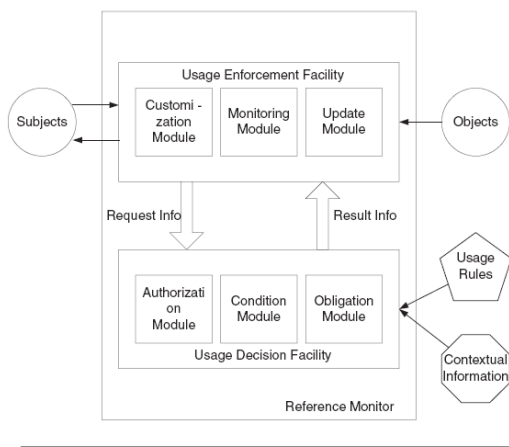 Usage Enforcement Facility
Subjects
Customi -
zation
Module
Monitoring
Module
Update
Module
Objects
Request Info
Result Info
Authorizati
on
Module
Condition
Module
Obligation
Module
Usage Decision Facility
Usage
Rules
Contextual
Information
Reference Monitor